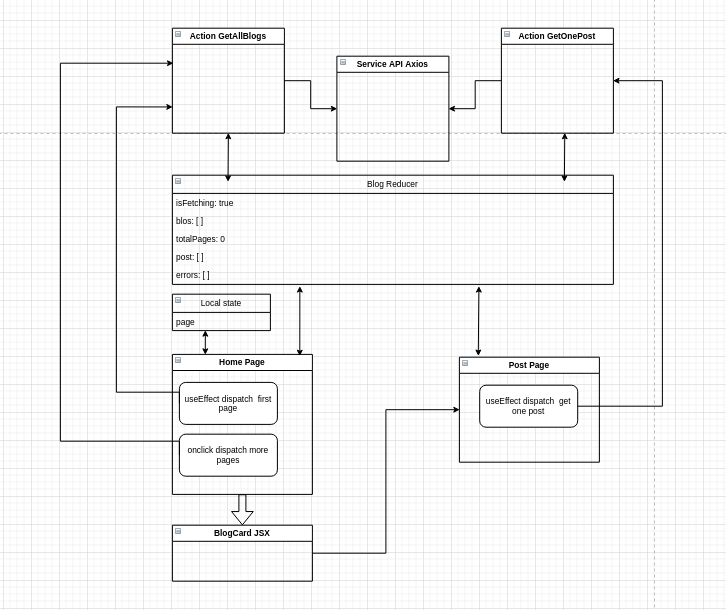 Action GetAllBlogs
Service API Axios
Action GetOnePost
Blog Reducer
isFetching: true
blos: [ ]
totalPages: 0
post: [ ]
errors: [ ]
Local state
page
Home Page
useEffect dispatch first
page
onclick dispatch more
pages
Post Page
useEffect dispatch get
one post
BlogCard JSX